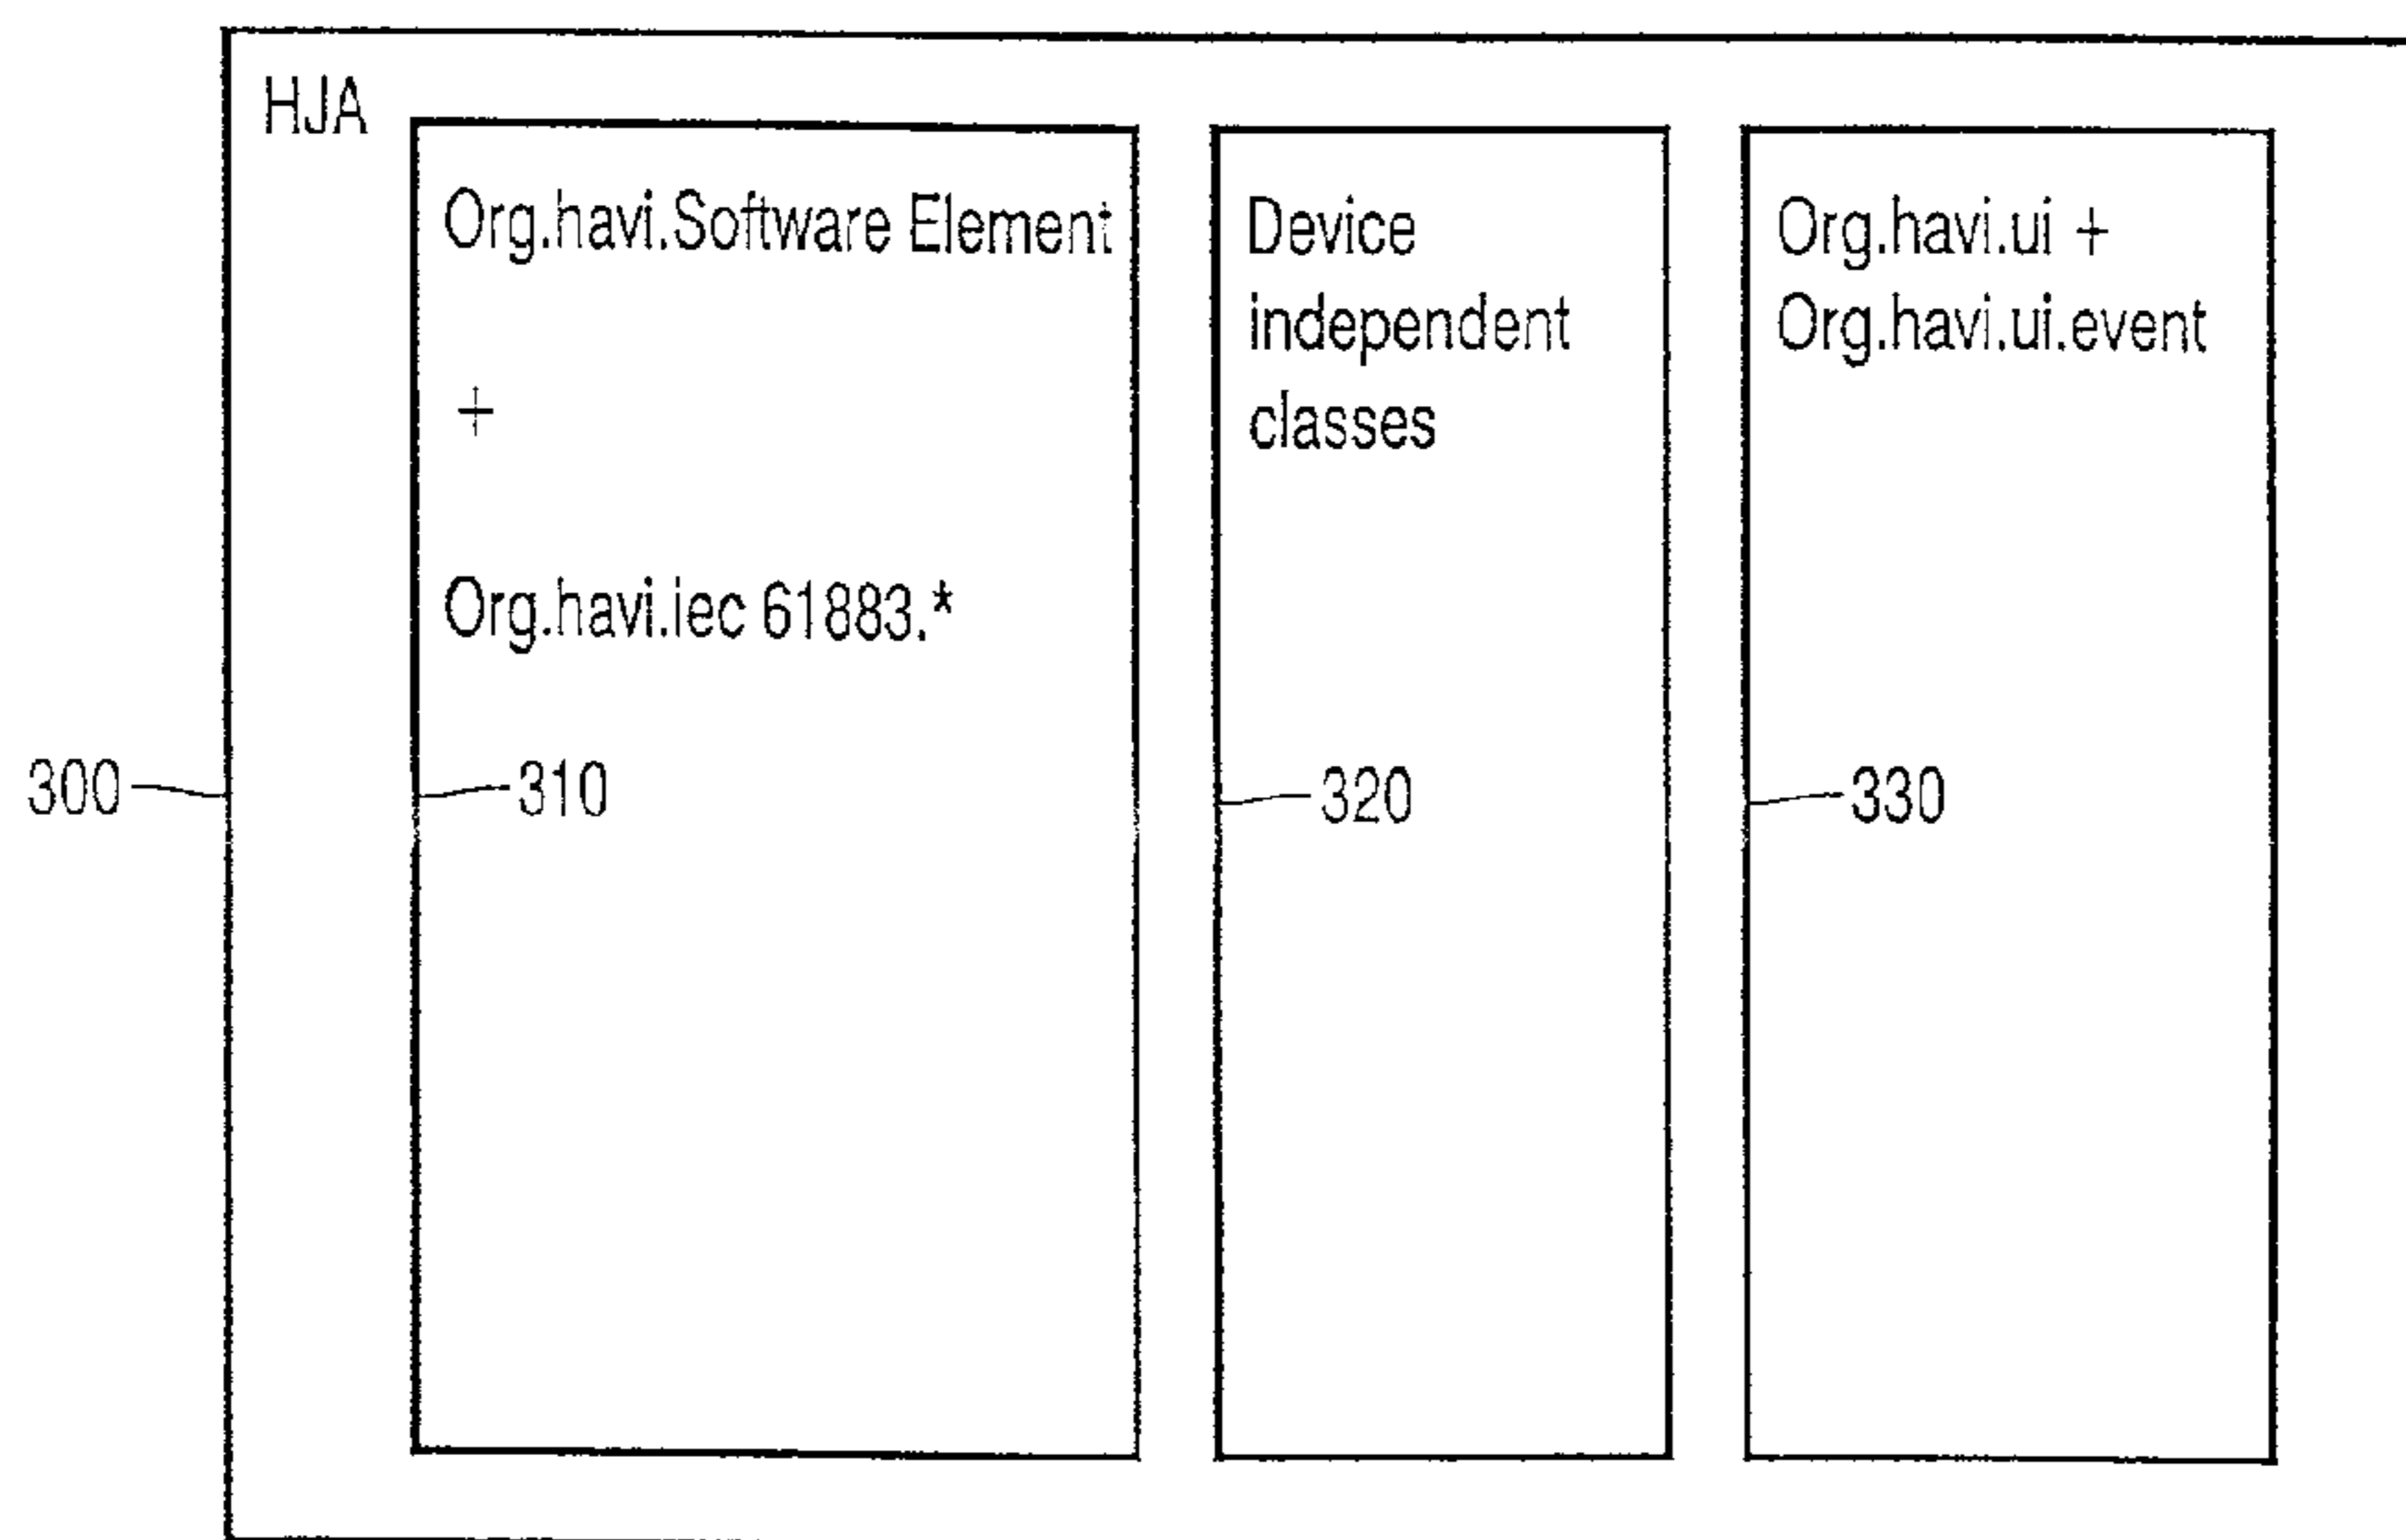 HJA
Org.havi.Software Element
+
Org.havi.iec 61883.*
Device
independent
classes
Org.havi.ui +
Org.havi.ui.event
300
310
320
330